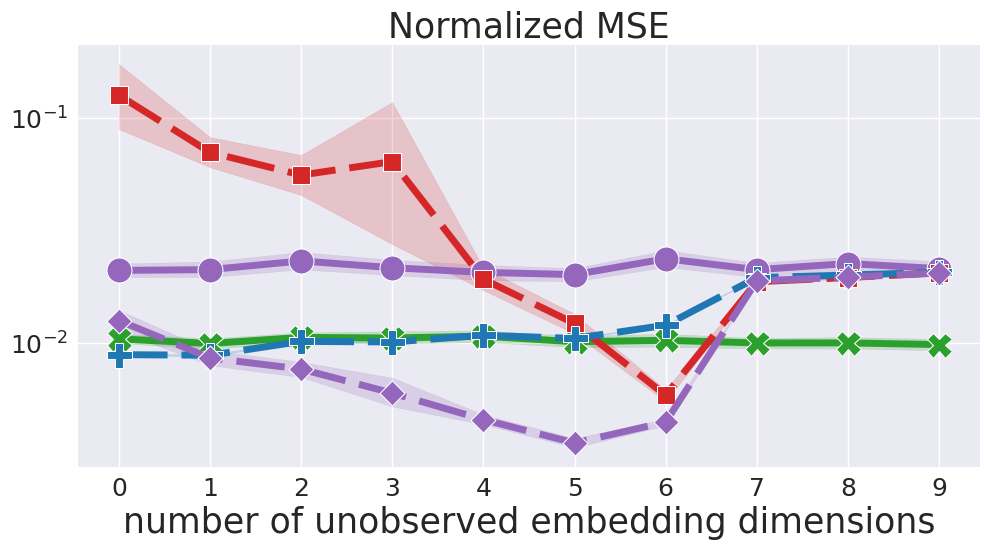 Normalized MSE
10⁻¹
10⁻²
0 1 2 3 4 5 6 7 8 9
number of unobserved embedding dimensions